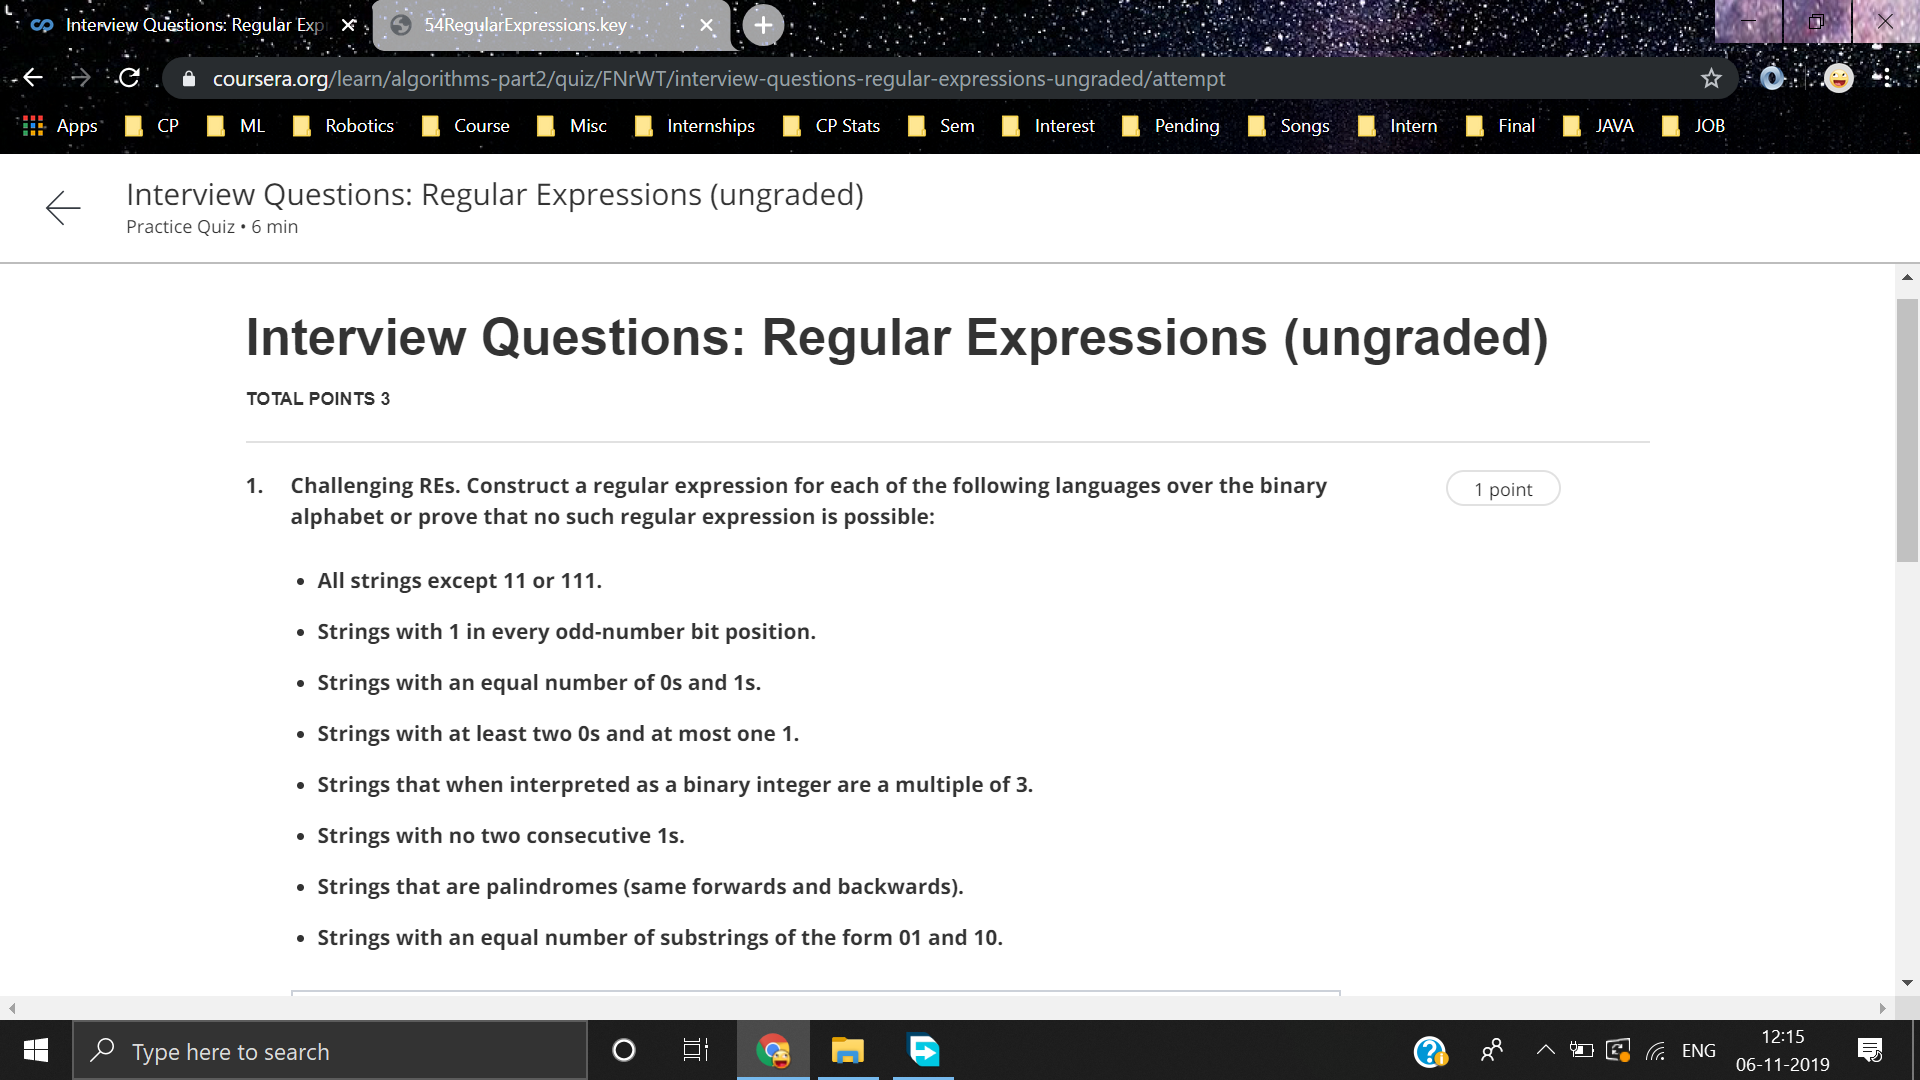 Interview Questions: Regular Exp
54RegularExpressions.key
coursera.org/learn/algorithms-part2/quiz/FNrWT/interview-questions-regular-expressions-ungraded/attempt
Apps CP ML Robotics Course Misc Internships CP Stats Sem Interest Pending Songs Intern Final JAVA JOB
Interview Questions: Regular Expressions (ungraded)
Practice Quiz • 6 min
Interview Questions: Regular Expressions (ungraded)
TOTAL POINTS 3
1. Challenging REs. Construct a regular expression for each of the following languages over the binary
alphabet or prove that no such regular expression is possible:
1 point
• All strings except 11 or 111.
• Strings with 1 in every odd-number bit position.
• Strings with an equal number of 0s and 1s.
• Strings with at least two 0s and at most one 1.
• Strings that when interpreted as a binary integer are a multiple of 3.
• Strings with no two consecutive 1s.
• Strings that are palindromes (same forwards and backwards).
• Strings with an equal number of substrings of the form 01 and 10.
Type here to search
ENG
12:15
06-11-2019